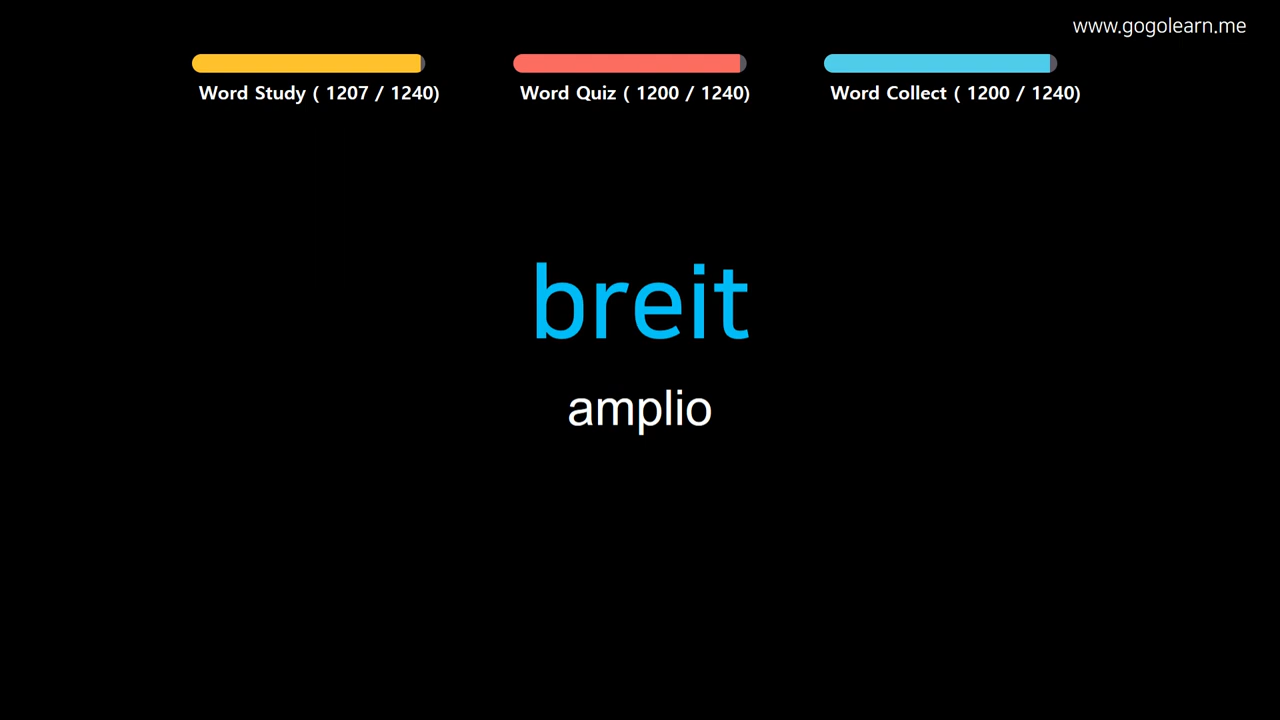 www.gogolearn.me
Word Study ( 1207 / 1240)
Word Quiz ( 1200 / 1240)
Word Collect ( 1200 / 1240)
breit
amplio